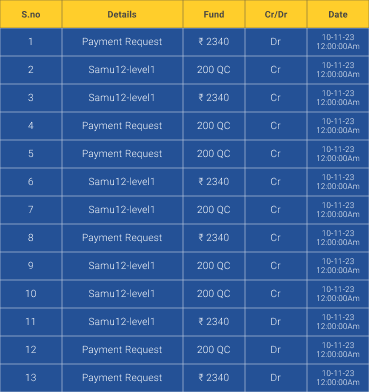 S.no Details Fund Cr/Dr Date
1 Payment Request ₹ 2340 Dr 10-11-23 12:00:00Am
2 Samu12-level1 200 QC Cr 10-11-23 12:00:00Am
3 Samu12-level1 ₹ 2340 Cr 10-11-23 12:00:00Am
4 Payment Request 200 QC Cr 10-11-23 12:00:00Am
5 Payment Request 200 QC Cr 10-11-23 12:00:00Am
6 Samu12-level1 ₹ 2340 Cr 10-11-23 12:00:00Am
7 Samu12-level1 200 QC Cr 10-11-23 12:00:00Am
8 Payment Request ₹ 2340 Cr 10-11-23 12:00:00Am
9 Samu12-level1 200 QC Cr 10-11-23 12:00:00Am
10 Samu12-level1 200 QC Cr 10-11-23 12:00:00Am
11 Samu12-level1 ₹ 2340 Dr 10-11-23 12:00:00Am
12 Payment Request 200 QC Dr 10-11-23 12:00:00Am
13 Payment Request ₹ 2340 Dr 10-11-23 12:00:00Am